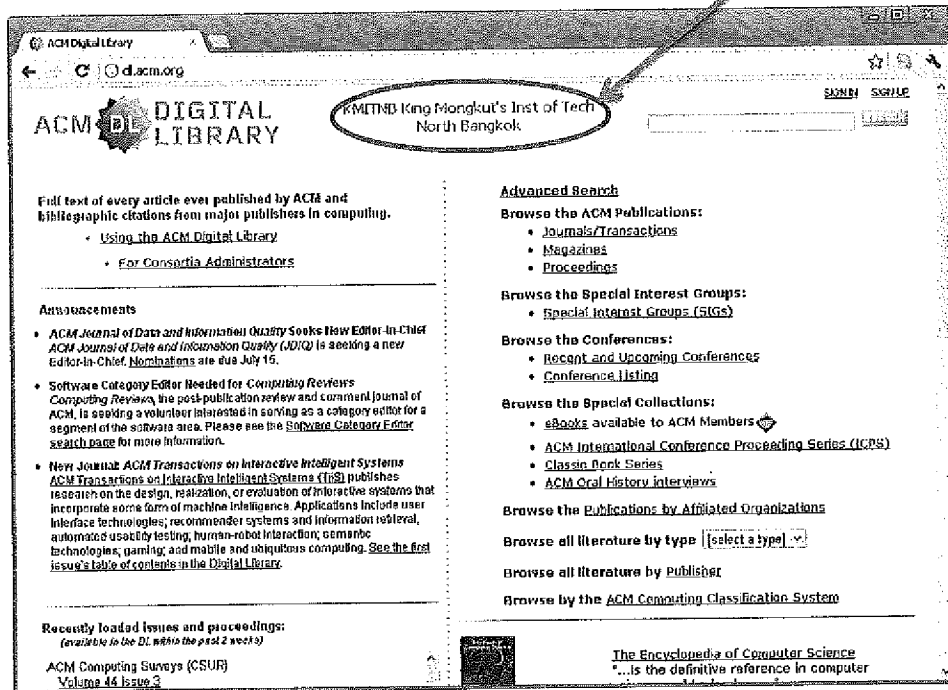 ACM Digital Library
dl.acm.org
SIGN IN SIGN UP
ACM DL DIGITAL LIBRARY
KMITNB King Mongkut's Inst of Tech
North Bangkok
Full text of every article ever published by ACM and
bibliographic citations from major publishers in computing.
• Using the ACM Digital Library
• For Consortia Administrators
Announcements
• ACM Journal of Data and Information Quality Seeks New Editor-in-Chief
ACM Journal of Data and Information Quality (JDIQ) is seeking a new
Editor-in-Chief. Nominations are due July 15.
• Software Category Editor Needed for Computing Reviews
Computing Reviews, the post-publication review and comment journal of
ACM, is seeking a volunteer interested in serving as a category editor for a
segment of the software area. Please see the Software Category Editor
search page for more information.
• New Journal: ACM Transactions on Interactive Intelligent Systems
ACM Transactions on Interactive Intelligent Systems (TiiS) publishes
research on the design, realization, or evaluation of interactive systems that
incorporate some form of machine intelligence. Applications include user
interface technologies; recommender systems and information retrieval,
automated usability testing; human-robot interaction; semantic
technologies; gaming; and mobile and ubiquitous computing. See the first
issue's table of contents in the Digital Library.
Recently loaded issues and proceedings:
(available in the DL within the past 2 weeks)
ACM Computing Surveys (CSUR)
Volume 44 Issue 3
Advanced Search
Browse the ACM Publications:
• Journals/Transactions
• Magazines
• Proceedings
Browse the Special Interest Groups:
• Special Interest Groups (SIGs)
Browse the Conferences:
• Recent and Upcoming Conferences
• Conference Listing
Browse the Special Collections:
• eBooks available to ACM Members
• ACM International Conference Proceeding Series (ICPS)
• Classic Book Series
• ACM Oral History interviews
Browse the Publications by Affiliated Organizations
Browse all literature by type [select a type]
Browse all literature by Publisher
Browse by the ACM Computing Classification System
The Encyclopedia of Computer Science
"...is the definitive reference in computer